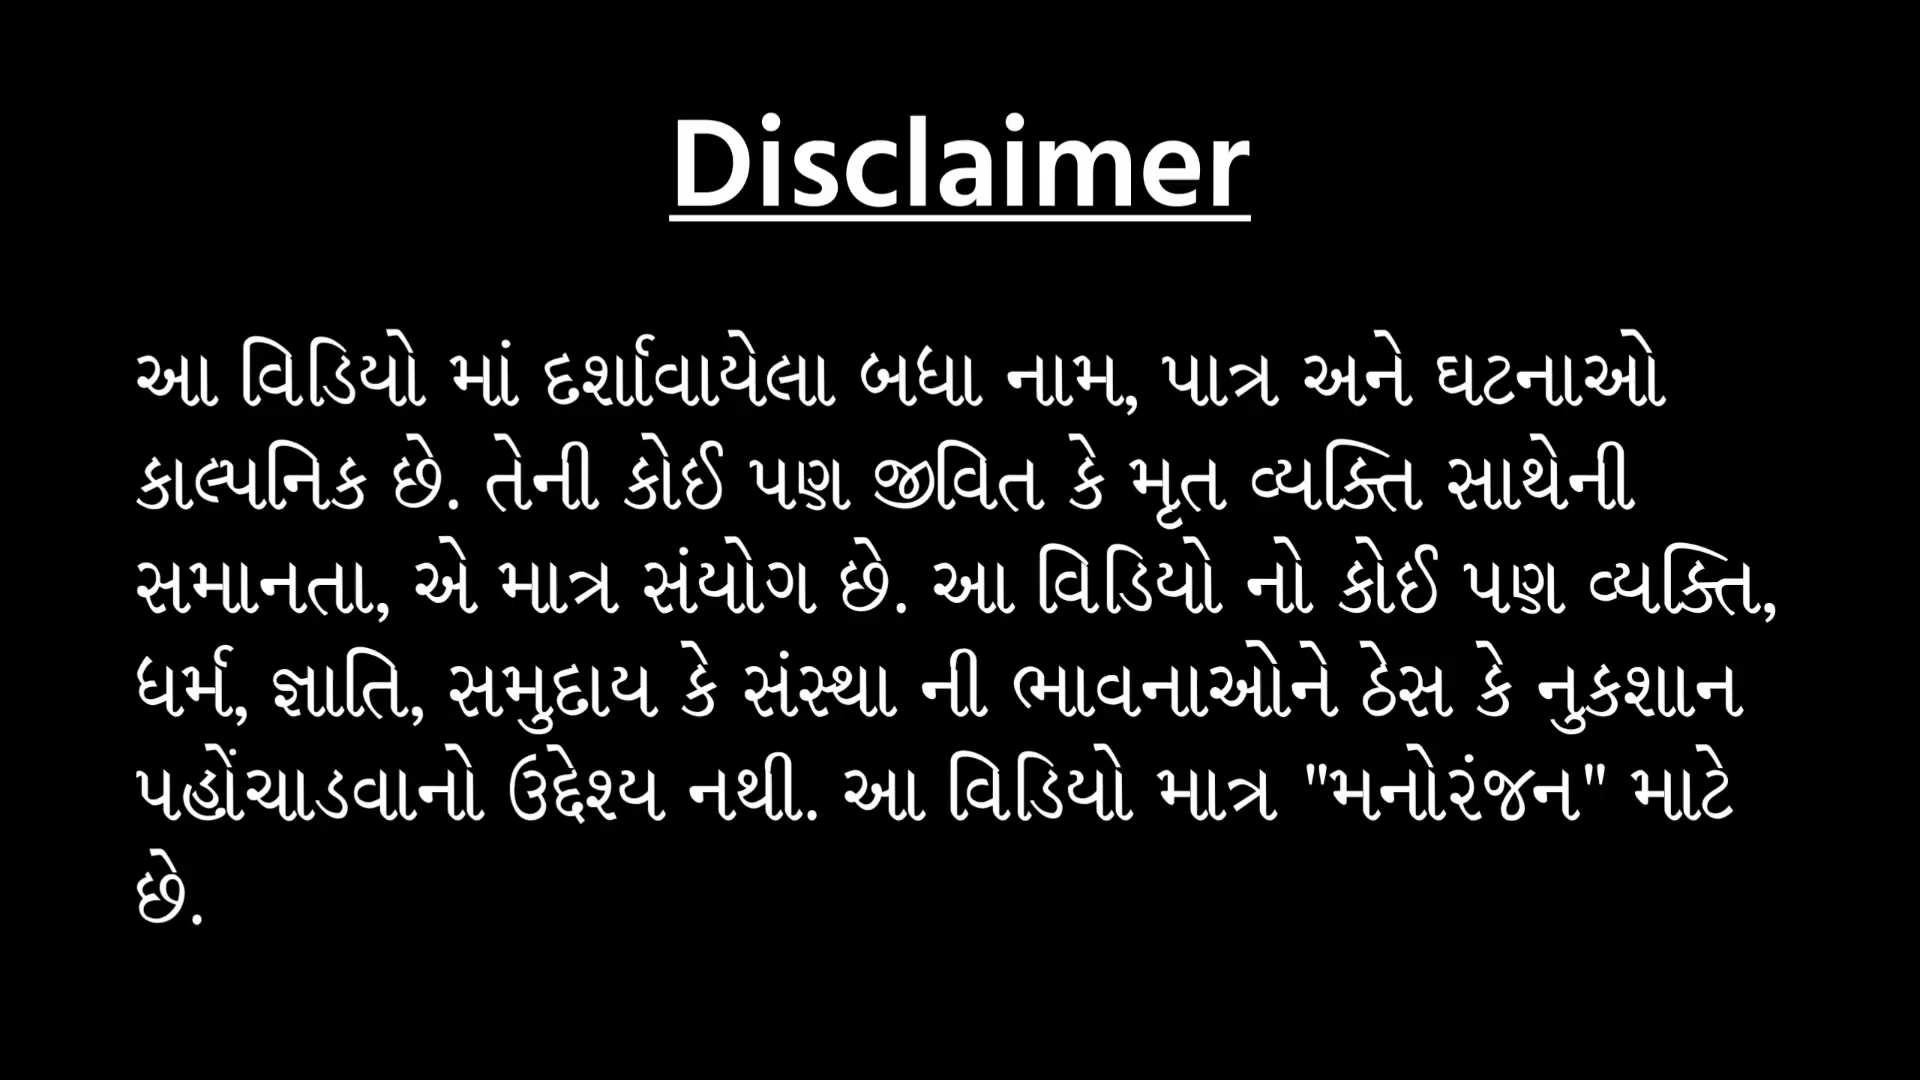 Disclaimer
આ વિડિયો માં દર્શાવાયેલા બધા નામ, પાત્ર અને ઘટનાઓ
કાલ્પનિક છે. તેની કોઈ પણ જીવિત કે મૃત વ્યક્તિ સાથેની
સમાનતા, એ માત્ર સંયોગ છે. આ વિડિયો નો કોઈ પણ વ્યક્તિ,
ધર્મ, જ્ઞાતિ, સમુદાય કે સંસ્થા ની ભાવનાઓને ઠેસ કે નુકશાન
પહોંચાડવાનો ઉદ્દેશ્ય નથી. આ વિડિયો માત્ર "મનોરંજન" માટે
છે.